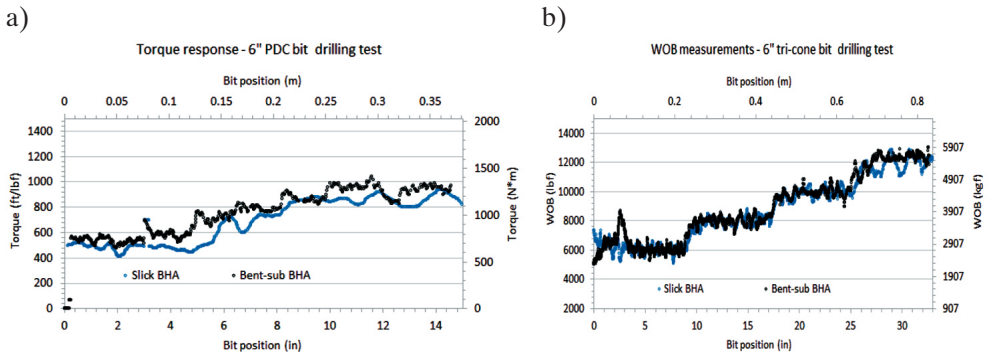 a)
Torque response - 6" PDC bit drilling test
Bit position (m)
0 0.05 0.1 0.15 0.2 0.25 0.3 0.35
Torque (ft/lbf)
1400
1200
1000
800
600
400
200
0
Torque (N*m)
2000
1500
1000
500
0
Slick BHA
Bent-sub BHA
0 2 4 6 8 10 12 14
Bit position (in)
b)
WOB measurements - 6" tri-cone bit drilling test
Bit position (m)
0 0.2 0.4 0.6 0.8
WOB (lbf)
14000
12000
10000
8000
6000
4000
2000
WOB (kgf)
5907
4907
3907
2907
1907
907
Slick BHA
Bent-sub BHA
0 5 10 15 20 25 30
Bit position (in)